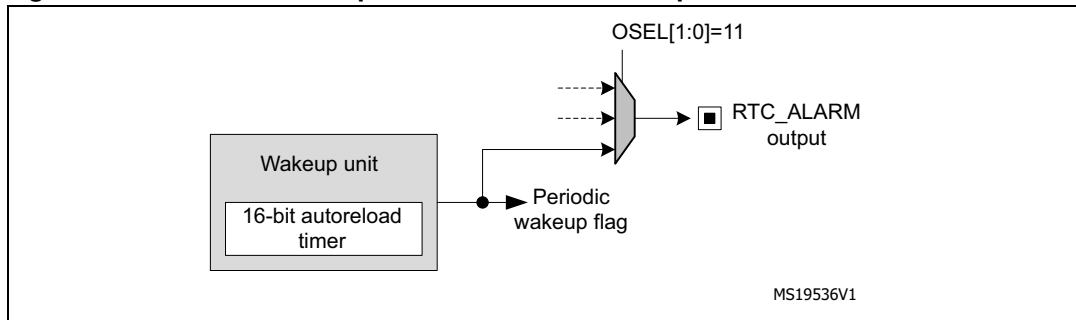 OSEL[1:0]=11
RTC_ALARM
output
Wakeup unit
16-bit autoreload
timer
Periodic
wakeup flag
MS19536V1